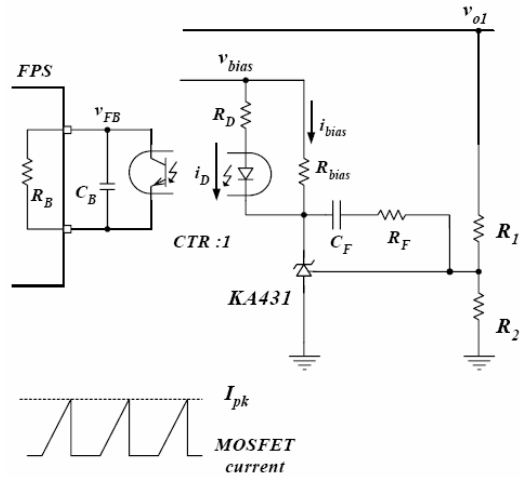 v_o1
FPS
v_bias
v_FB
R_D
i_bias
i_D
R_bias
R_B
C_B
C_F
R_F
R_1
CTR :1
KA431
R_2
I_pk
MOSFET
current